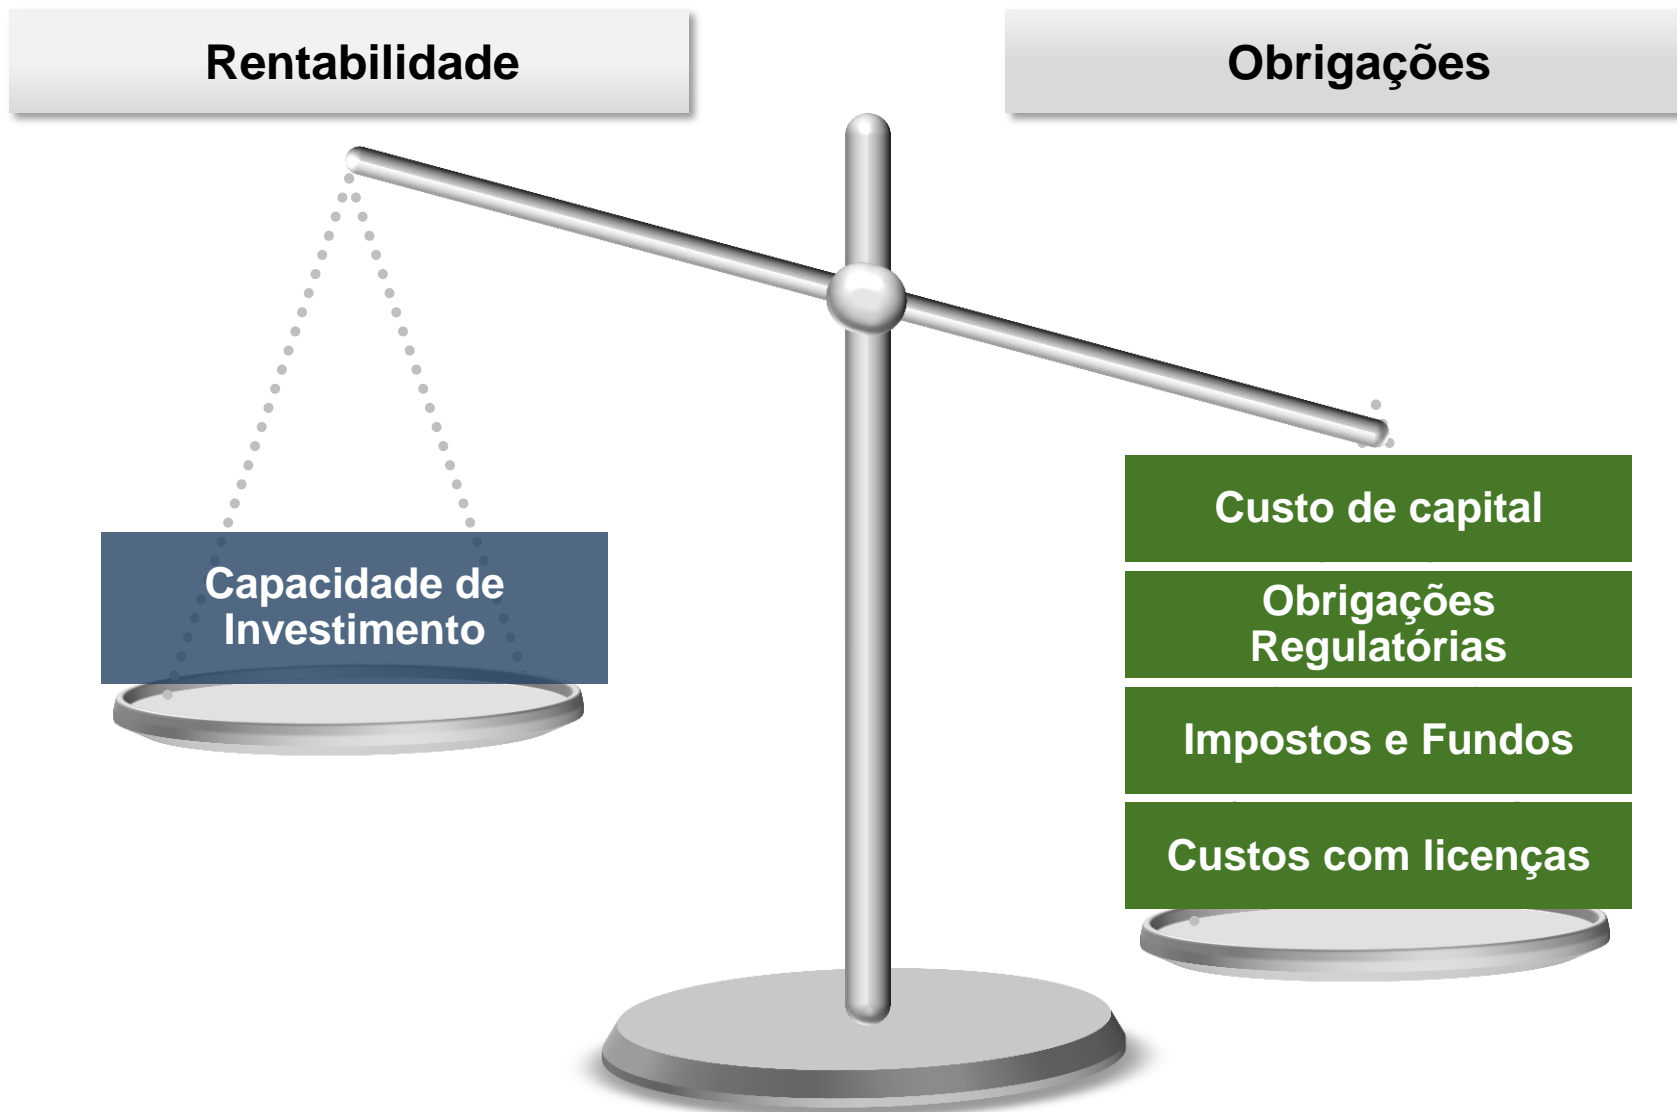 Rentabilidade
Obrigações
Capacidade de
Investimento
Custo de capital
Obrigações
Regulatórias
Impostos e Fundos
Custos com licenças